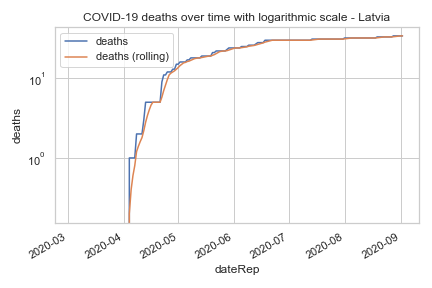 COVID-19 deaths over time with logarithmic scale - Latvia
deaths
deaths (rolling)
10¹
10⁰
deaths
2020-03
2020-04
2020-05
2020-06
2020-07
2020-08
2020-09
dateRep